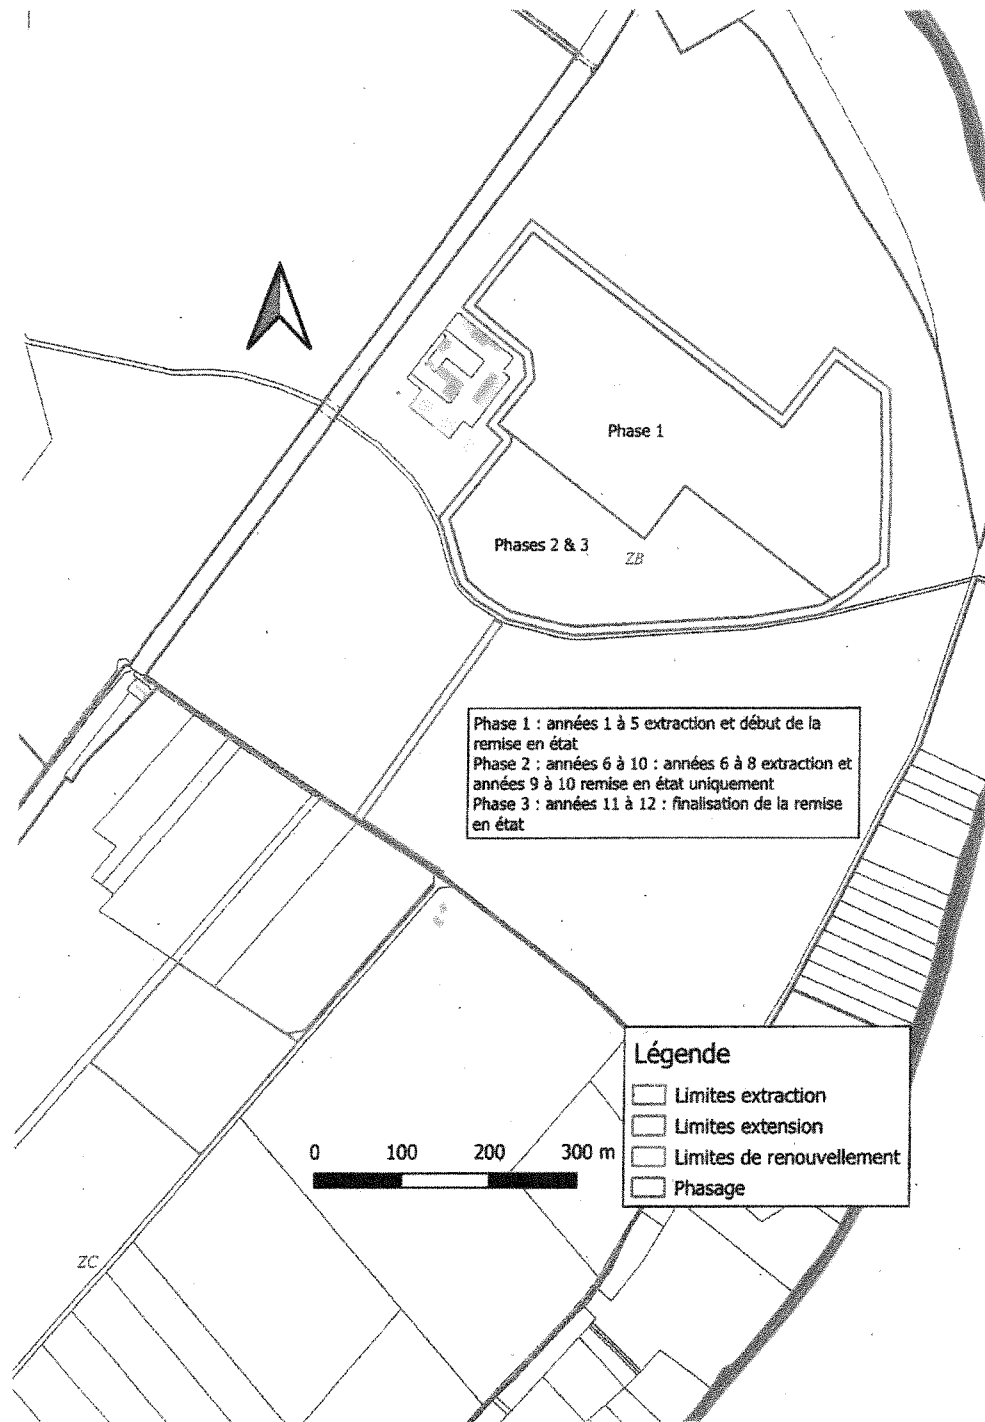 Phase 1
Phases 2 & 3
ZB
Phase 1 : années 1 à 5 extraction et début de la
remise en état
Phase 2 : années 6 à 10 : années 6 à 8 extraction et
années 9 à 10 remise en état uniquement
Phase 3 : années 11 à 12 : finalisation de la remise
en état
Légende
Limites extraction
Limites extension
Limites de renouvellement
Phasage
0 100 200 300 m
ZC